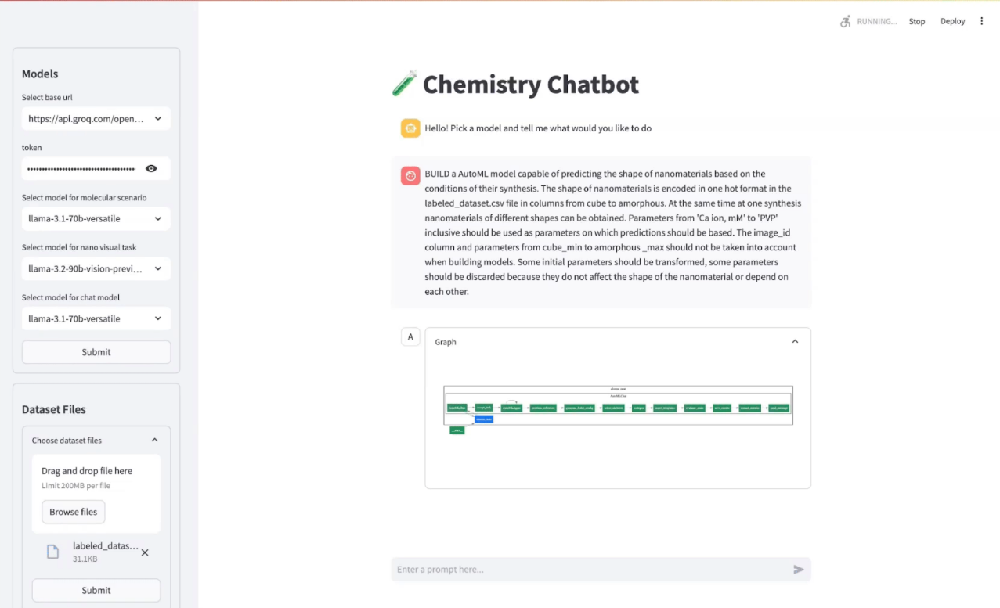 RUNNING...
Stop
Deploy
Models
Select base url
https://api.groq.com/open...
token
Select model for molecular scenario
llama-3.1-70b-versatile
Select model for nano visual task
llama-3.2-90b-vision-previ...
Select model for chat model
llama-3.1-70b-versatile
Submit
Dataset Files
Choose dataset files
Drag and drop file here
Limit 200MB per file
Browse files
labeled_datas...
31.1KB
Submit
Chemistry Chatbot
Hello! Pick a model and tell me what would you like to do
BUILD a AutoML model capable of predicting the shape of nanomaterials based on the
conditions of their synthesis. The shape of nanomaterials is encoded in one hot format in the
labeled_dataset.csv file in columns from cube to amorphous. At the same time at one synthesis
nanomaterials of different shapes can be obtained. Parameters from 'Ca ion, mM' to 'PVP'
inclusive should be used as parameters on which predictions should be based. The image_id
column and parameters from cube_min to amorphous _max should not be taken into account
when building models. Some initial parameters should be transformed, some parameters
should be discarded because they do not affect the shape of the nanomaterial or depend on
each other.
A
Graph
Enter a prompt here...